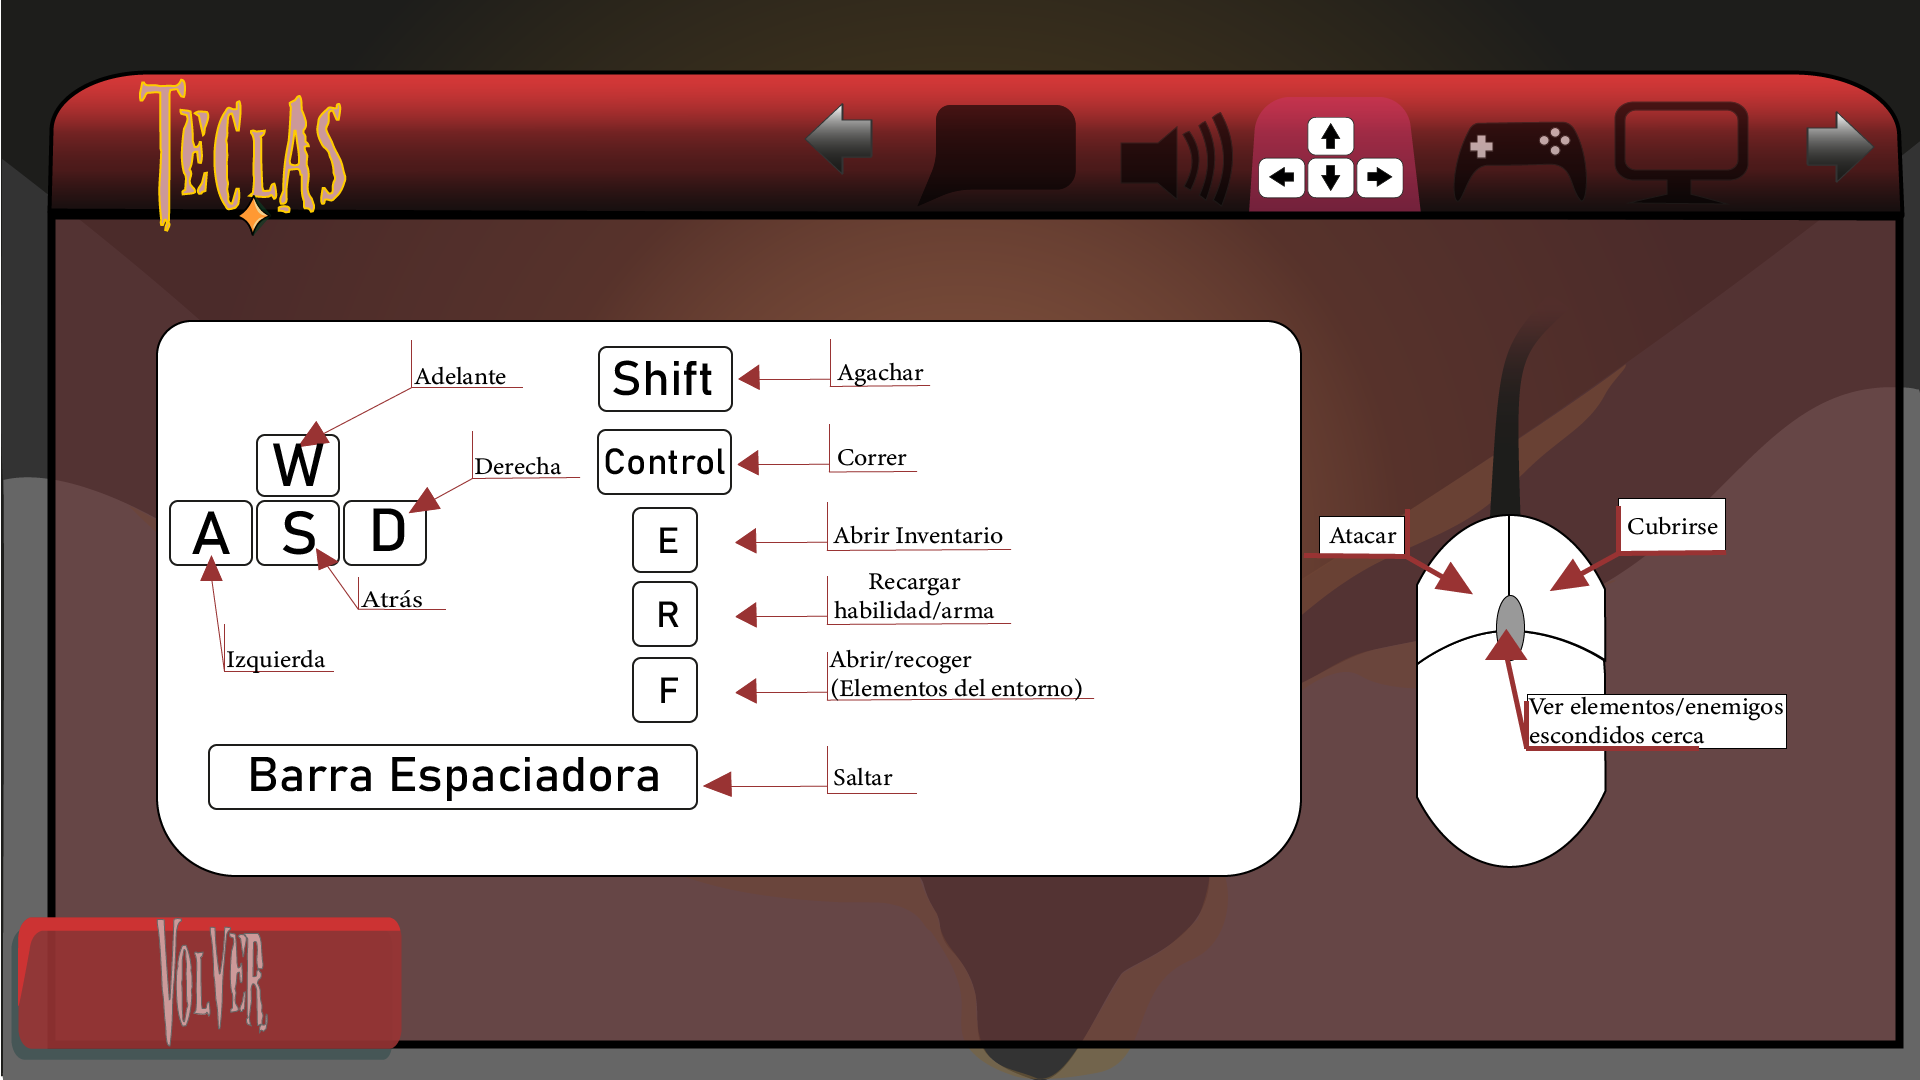 TECLAS
Adelante
W
Derecha
A
S
D
Atrás
Izquierda
Shift
Agachar
Control
Correr
E
Abrir Inventario
R
Recargar
habilidad/arma
F
Abrir/recoger
(Elementos del entorno)
Barra Espaciadora
Saltar
Atacar
Cubrirse
Ver elementos/enemigos
escondidos cerca
VOLVER